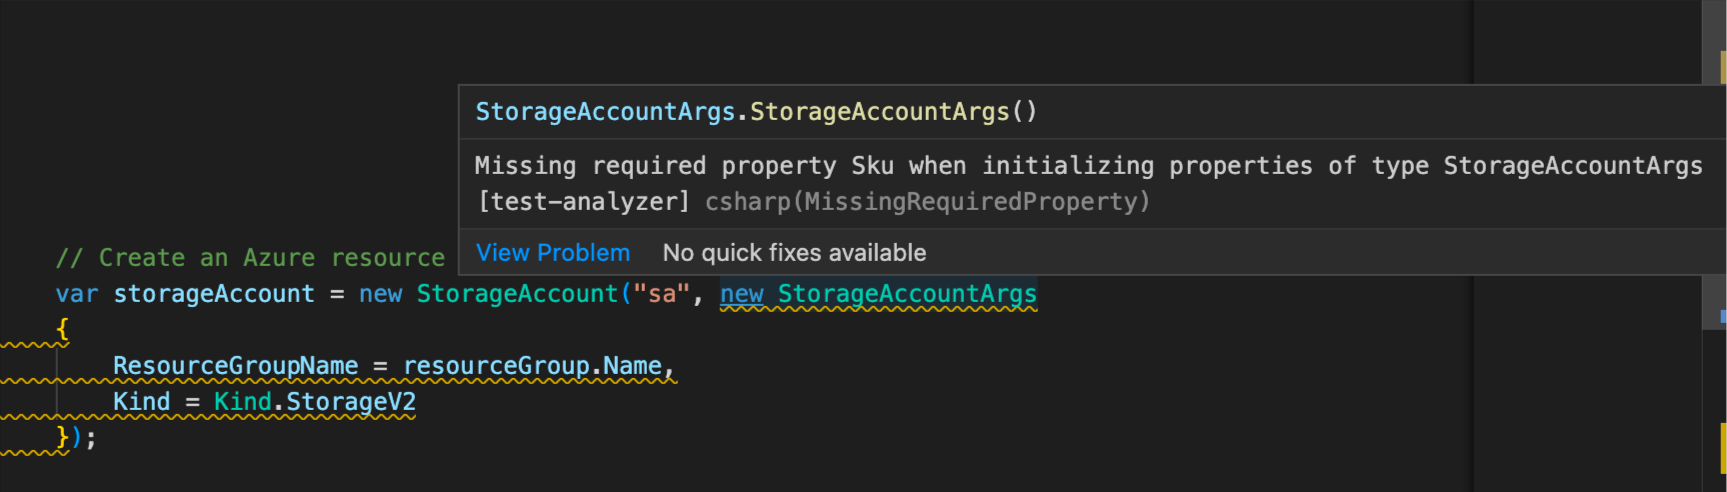 StorageAccountArgs.StorageAccountArgs()
Missing required property Sku when initializing properties of type StorageAccountArgs
[test-analyzer] csharp(MissingRequiredProperty)
View Problem No quick fixes available
// Create an Azure resource
var storageAccount = new StorageAccount("sa", new StorageAccountArgs
{
ResourceGroupName = resourceGroup.Name,
Kind = Kind.StorageV2
});